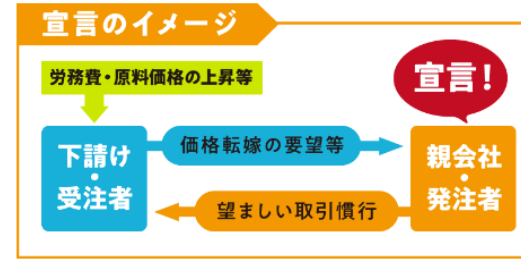 宣言のイメージ
労務費・原料価格の上昇等
宣言！
下請け
・
受注者
価格転嫁の要望等
親会社
・
発注者
望ましい取引慣行